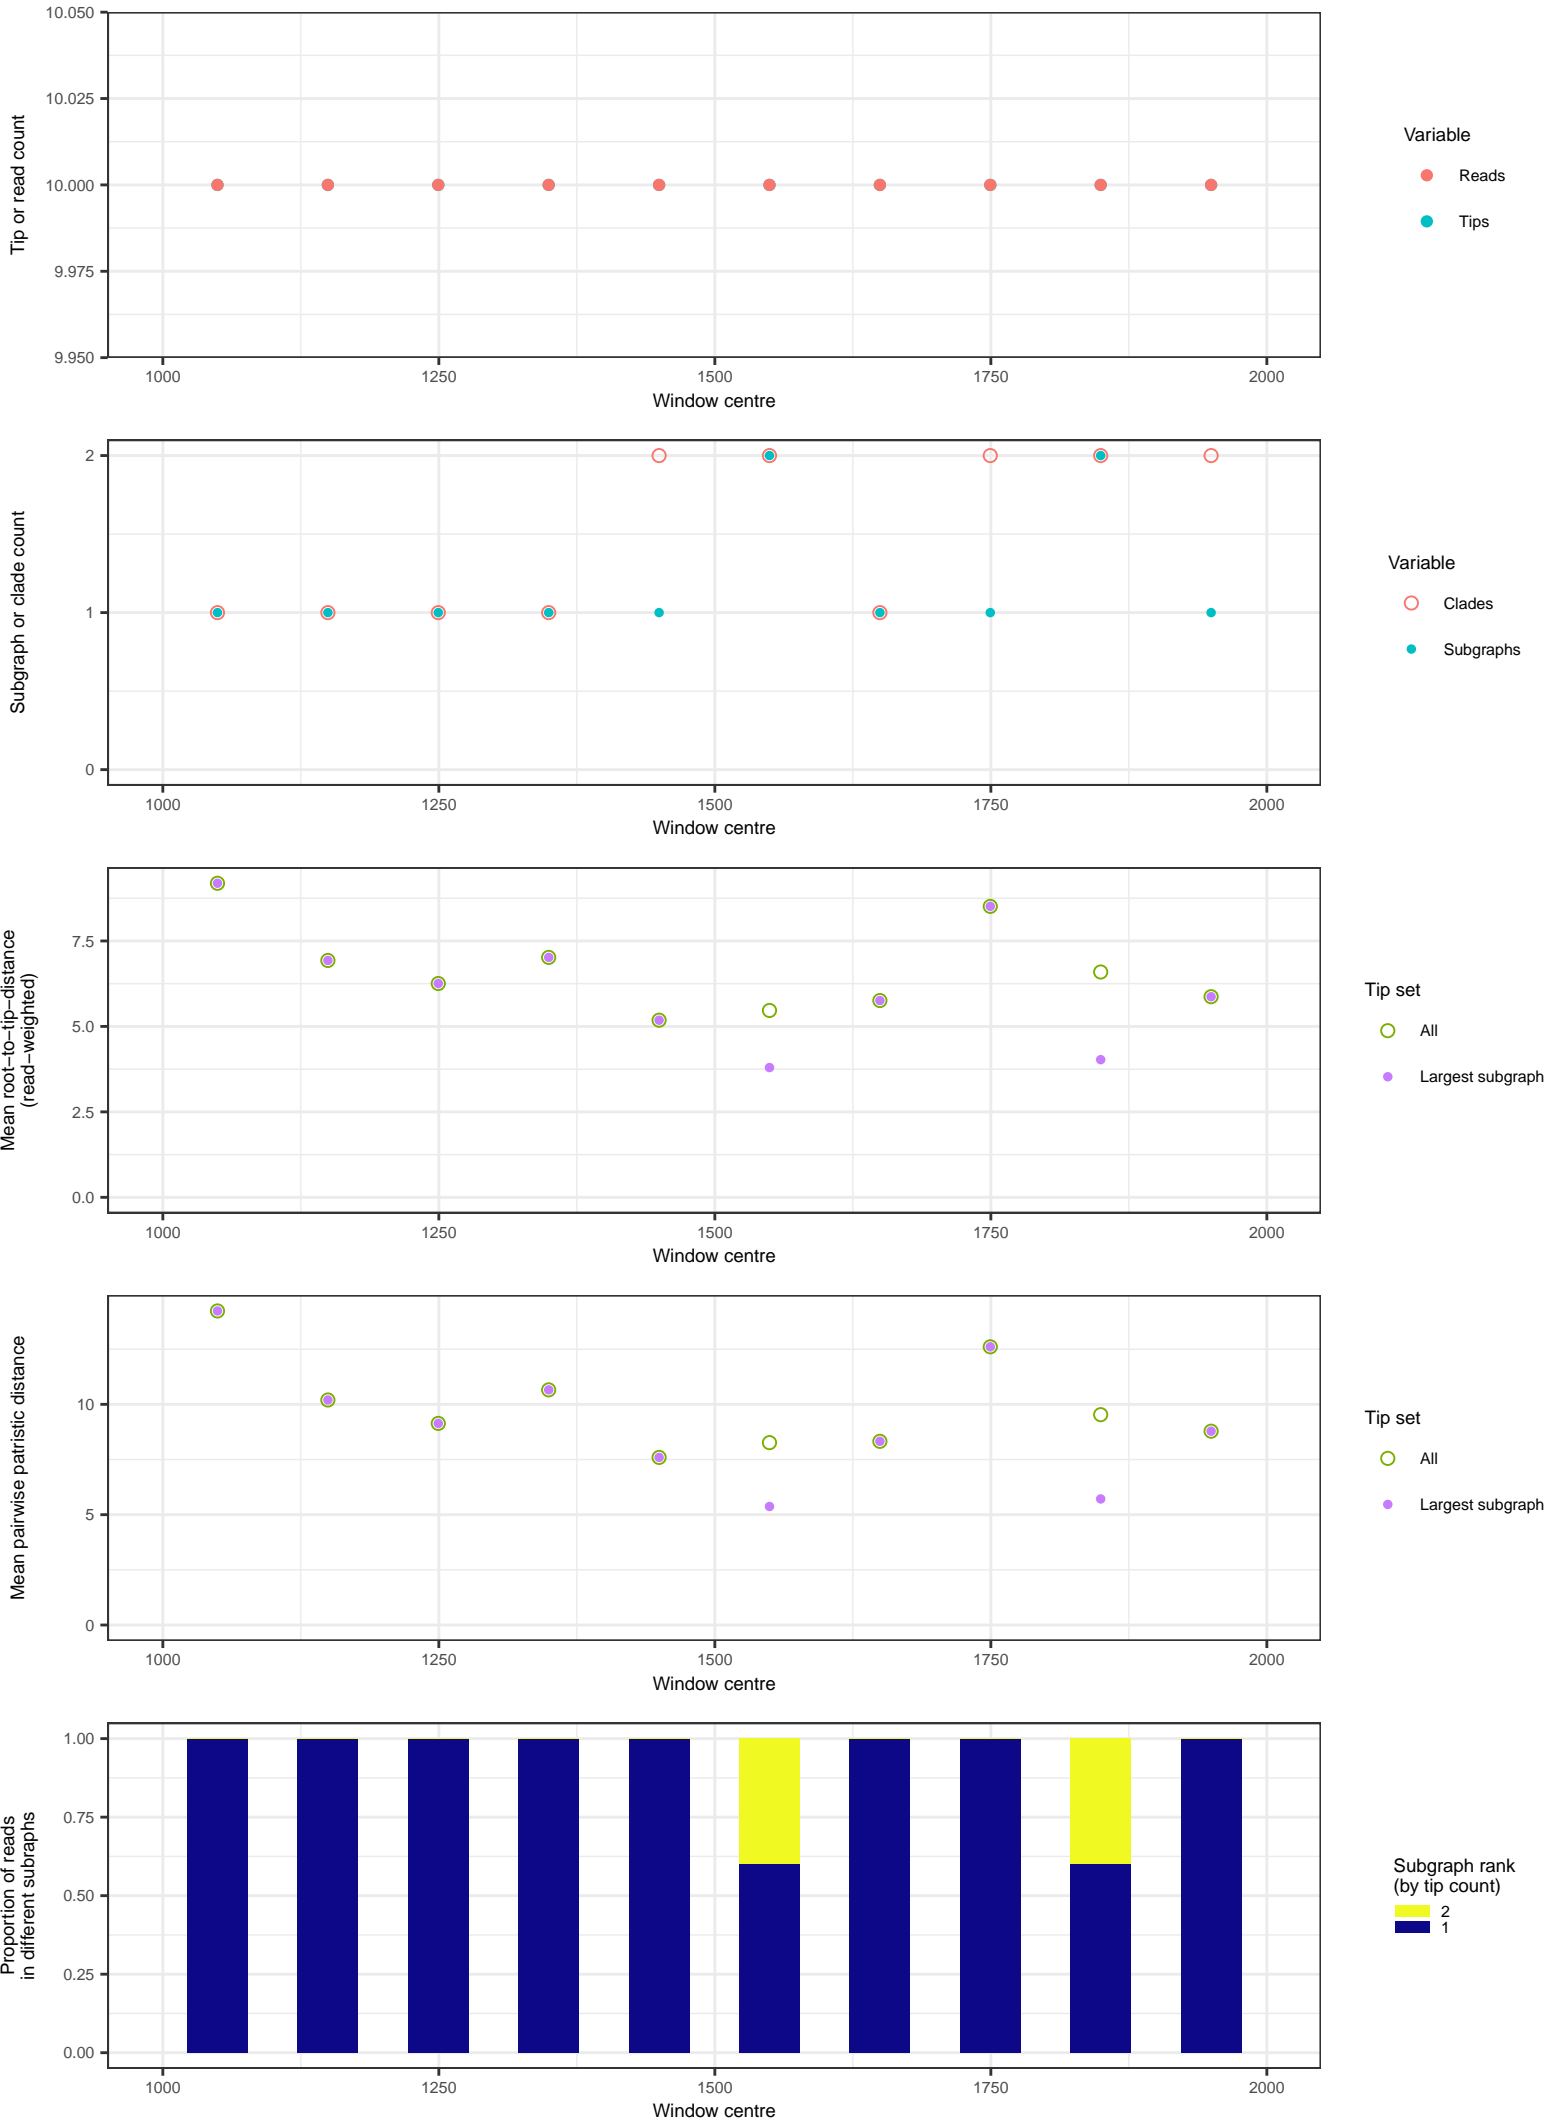 10.050
10.025
10.000
9.975
9.950
Tip or read count
1000 1250 1500 1750 2000
Window centre
Variable
Reads
Tips
2
1
0
Subgraph or clade count
1000 1250 1500 1750 2000
Window centre
Variable
Clades
Subgraphs
7.5
5.0
2.5
0.0
Mean root−to−tip−distance
(read−weighted)
1000 1250 1500 1750 2000
Window centre
Tip set
All
Largest subgraph
10
5
0
Mean pairwise patristic distance
1000 1250 1500 1750 2000
Window centre
Tip set
All
Largest subgraph
1.00
0.75
0.50
0.25
0.00
Proportion of reads
in different subraphs
1000 1250 1500 1750 2000
Window centre
Subgraph rank
(by tip count)
2
1